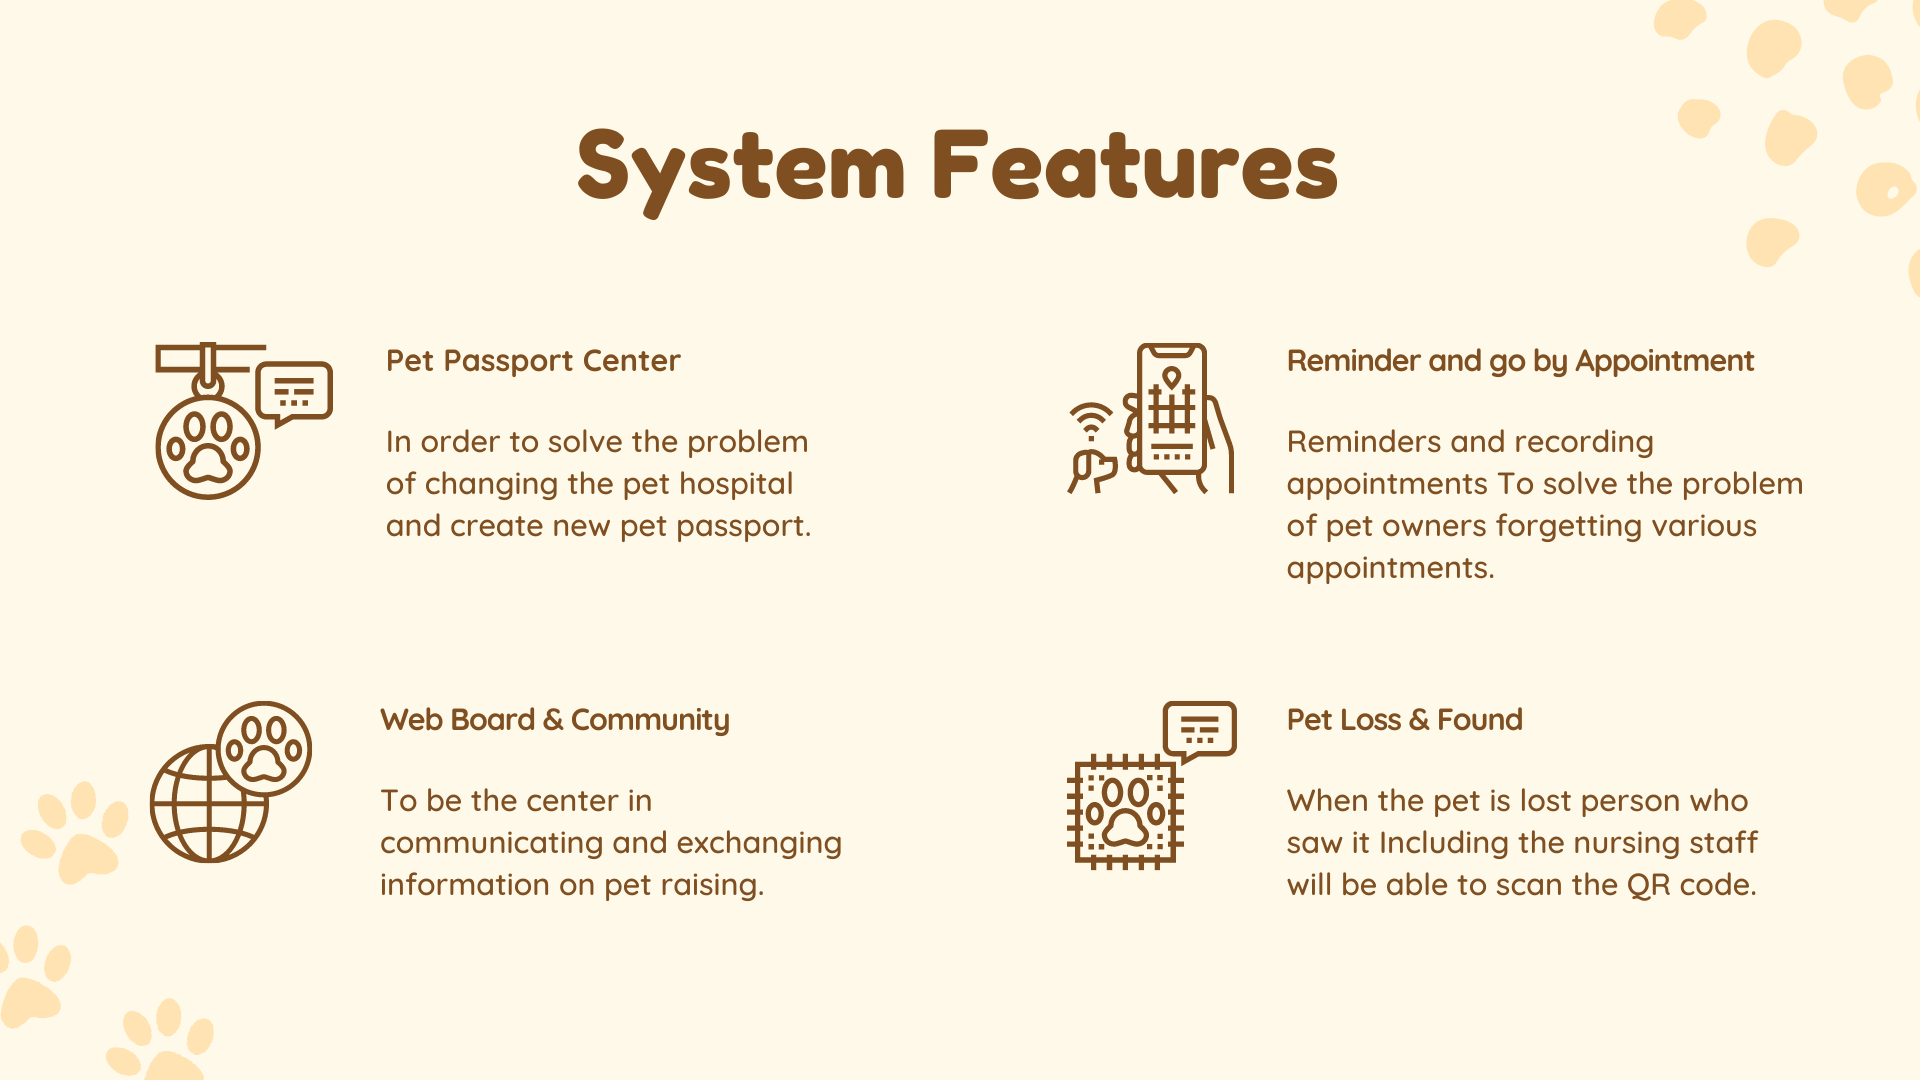 System Features
Pet Passport Center
In order to solve the problem
of changing the pet hospital
and create new pet passport.
Reminder and go by Appointment
Reminders and recording
appointments To solve the problem
of pet owners forgetting various
appointments.
Web Board & Community
To be the center in
communicating and exchanging
information on pet raising.
Pet Loss & Found
When the pet is lost person who
saw it Including the nursing staff
will be able to scan the QR code.